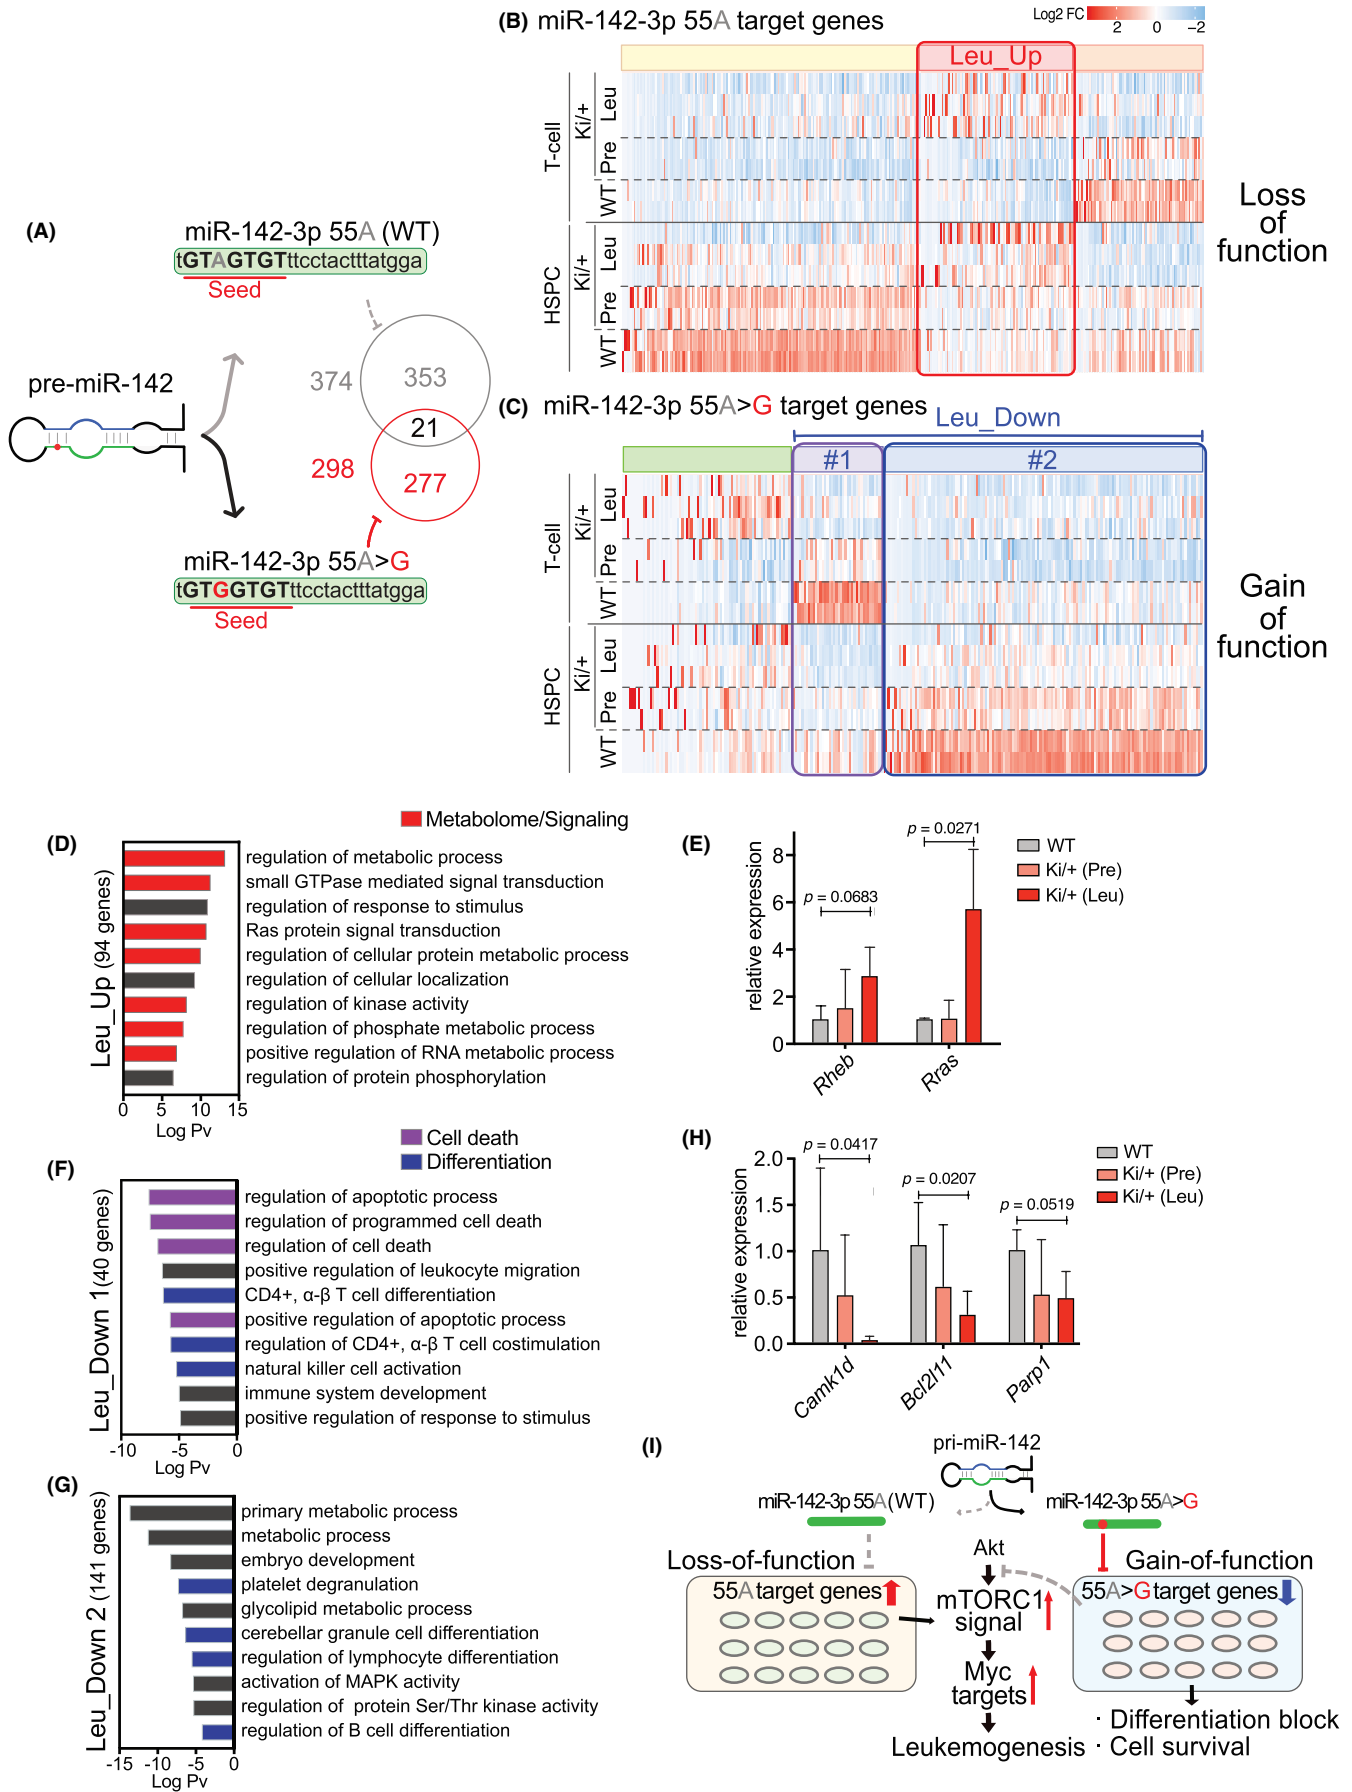 (A)
miR-142-3p 55A (WT)
tGTAGTGTttcctactttatgga
Seed
pre-miR-142
374
353
21
298
277
miR-142-3p 55A>G
tGTGGTGTttcctactttatgga
Seed
(B) miR-142-3p 55A target genes
Log2 FC
2 0 -2
Leu_Up
T-cell
Ki/+
Leu
Pre
WT
HSPC
Ki/+
Leu
Pre
WT
Loss
of
function
(C) miR-142-3p 55A>G target genes
Leu_Down
#1
#2
T-cell
Ki/+
Leu
Pre
WT
HSPC
Ki/+
Leu
Pre
WT
Gain
of
function
(D)
Metabolome/Signaling
Leu_Up (94 genes)
regulation of metabolic process
small GTPase mediated signal transduction
regulation of response to stimulus
Ras protein signal transduction
regulation of cellular protein metabolic process
regulation of cellular localization
regulation of kinase activity
regulation of phosphate metabolic process
positive regulation of RNA metabolic process
regulation of protein phosphorylation
0 5 10 15
Log Pv
(E)
relative expression
8
6
4
2
0
p = 0.0683
p = 0.0271
WT
Ki/+ (Pre)
Ki/+ (Leu)
Rheb
Rras
Cell death
Differentiation
(F)
Leu_Down 1(40 genes)
regulation of apoptotic process
regulation of programmed cell death
regulation of cell death
positive regulation of leukocyte migration
CD4+, α-β T cell differentiation
positive regulation of apoptotic process
regulation of CD4+, α-β T cell costimulation
natural killer cell activation
immune system development
positive regulation of response to stimulus
-10 -5 0
Log Pv
(G)
Leu_Down 2 (141 genes)
primary metabolic process
metabolic process
embryo development
platelet degranulation
glycolipid metabolic process
cerebellar granule cell differentiation
regulation of lymphocyte differentiation
activation of MAPK activity
regulation of protein Ser/Thr kinase activity
regulation of B cell differentiation
-15 -10 -5 0
Log Pv
(H)
relative expression
2.0
1.5
1.0
0.5
0.0
p = 0.0417
p = 0.0207
p = 0.0519
WT
Ki/+ (Pre)
Ki/+ (Leu)
Camk1d
Bcl2l11
Parp1
(I)
pri-miR-142
miR-142-3p 55A(WT)
miR-142-3p 55A>G
Loss-of-function
Gain-of-function
55A target genes
55A>G target genes
Akt
mTORC1
signal
Myc
targets
Leukemogenesis
· Differentiation block
· Cell survival